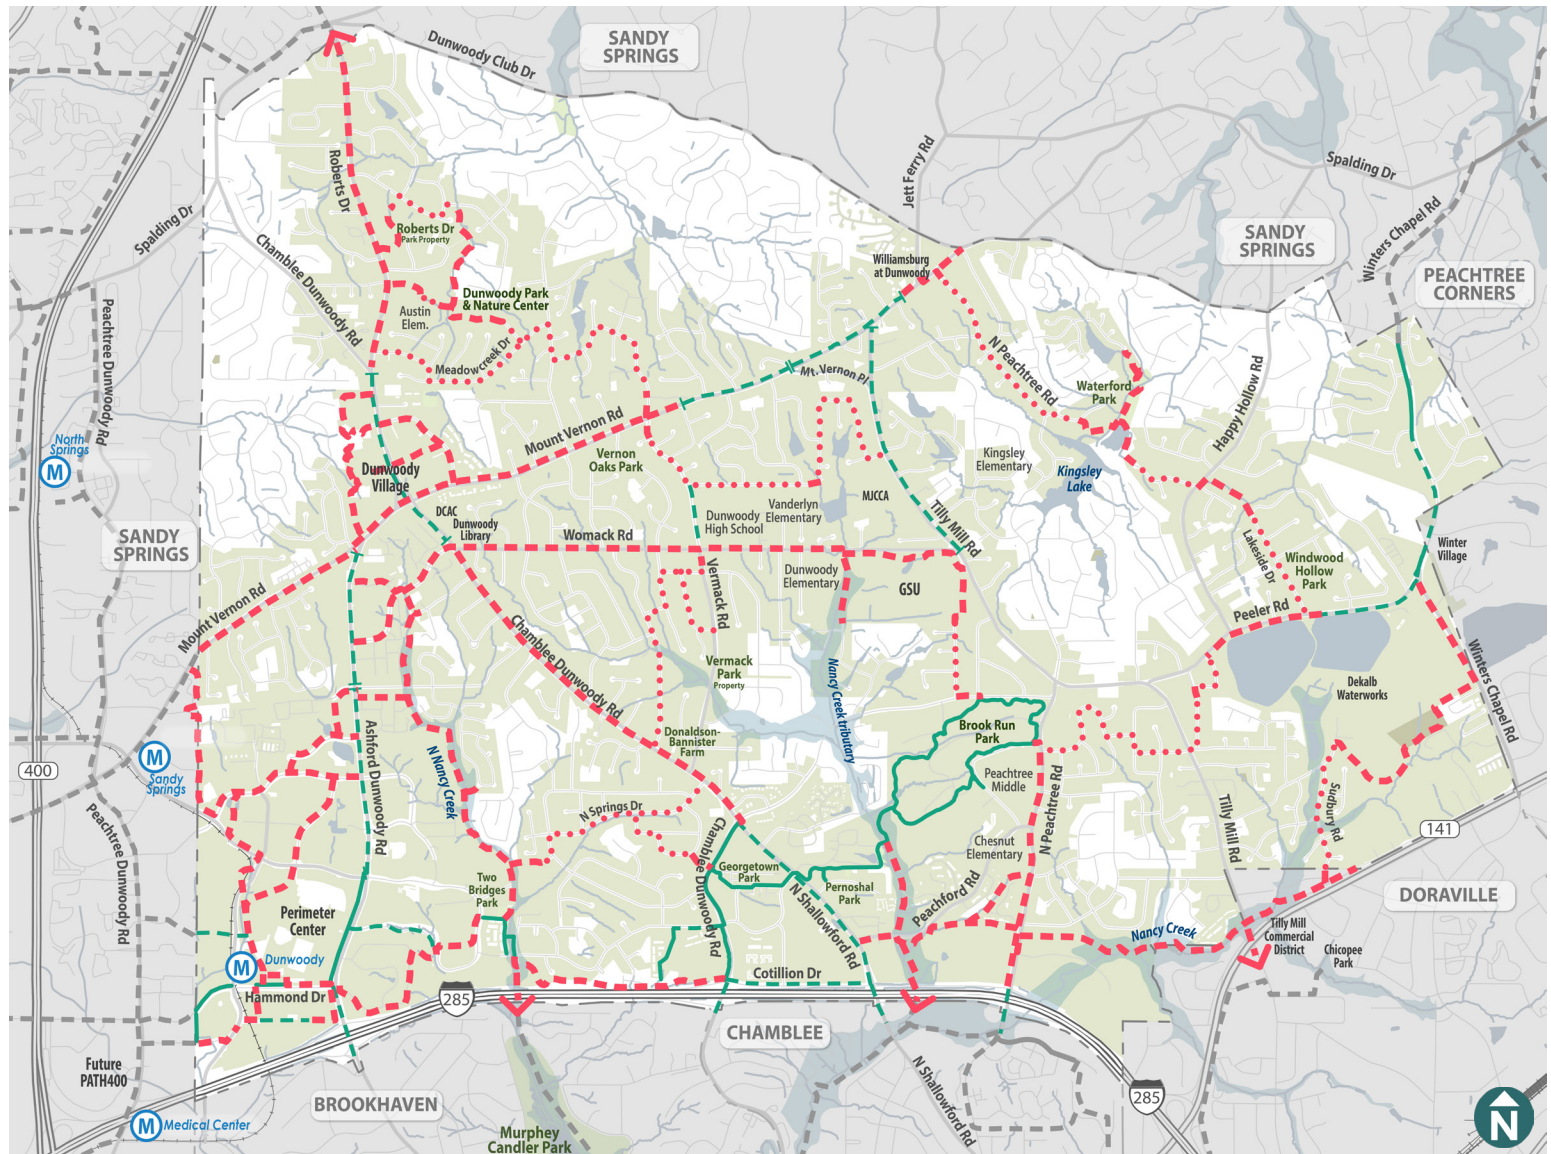 Dunwoody Club Dr
SANDY
SPRINGS
Roberts Dr
Jett Ferry Rd
Spalding Dr
Spalding Dr
Winters Chapel Rd
SANDY
SPRINGS
PEACHTREE
CORNERS
Roberts Dr
Park Property
Chamblee Dunwoody Rd
Williamsburg
at Dunwoody
Dunwoody Park
& Nature Center
Austin
Elem.
Peachtree Dunwoody Rd
Meadowcreek Dr
Mt. Vernon Pl
N Peachtree Rd
Waterford
Park
Happy Hollow Rd
Mount Vernon Rd
North
Springs
M
Vernon
Oaks Park
Dunwoody
Village
Kingsley
Elementary
Kingsley
Lake
MJCCA
Vanderlyn
Elementary
Dunwoody
High School
DCAC
Dunwoody
Library
Womack Rd
Tilly Mill Rd
SANDY
SPRINGS
Lakeside Dr
Windwood
Hollow
Park
Winter
Village
Dunwoody
Elementary
GSU
Vermack Rd
Peeler Rd
Mount Vernon Rd
Chamblee Dunwoody Rd
Vermack
Park
Property
Nancy Creek tributary
Dekalb
Waterworks
Winters Chapel Rd
Ashford Dunwoody Rd
Donaldson-
Bannister
Farm
Brook Run
Park
N Nancy Creek
M
Sandy
Springs
400
Peachtree
Middle
N Peachtree Rd
Tilly Mill Rd
Sudbury Rd
141
Peachtree Dunwoody Rd
N Springs Dr
Chamblee Dunwoody Rd
Chesnut
Elementary
Georgetown
Park
Pernoshal
Park
Two
Bridges
Park
Peachford Rd
N Shallowford Rd
DORAVILLE
Perimeter
Center
Nancy Creek
Tilly Mill
Commercial
District
Chicopee
Park
M
Dunwoody
Hammond Dr
Cotillion Dr
285
CHAMBLEE
Future
PATH400
N Shallowford Rd
285
BROOKHAVEN
M
Medical Center
Murphey
Candler Park
N